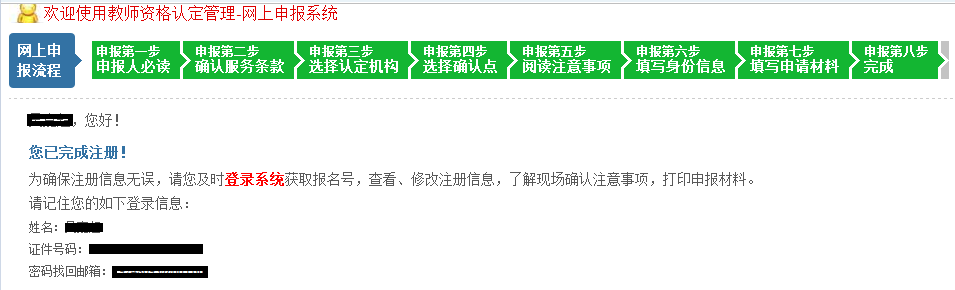 欢迎使用教师资格认定管理-网上申报系统
网上申
报流程
申报第一步
申报人必读
申报第二步
确认服务条款
申报第三步
选择认定机构
申报第四步
选择确认点
申报第五步
阅读注意事项
申报第六步
填写身份信息
申报第七步
填写申请材料
申报第八步
完成
，您好！
您已完成注册！
为确保注册信息无误，请您及时登录系统获取报名号，查看、修改注册信息，了解现场确认注意事项，打印申报材料。
请记住您的如下登录信息：
姓名：
证件号码：
密码找回邮箱：